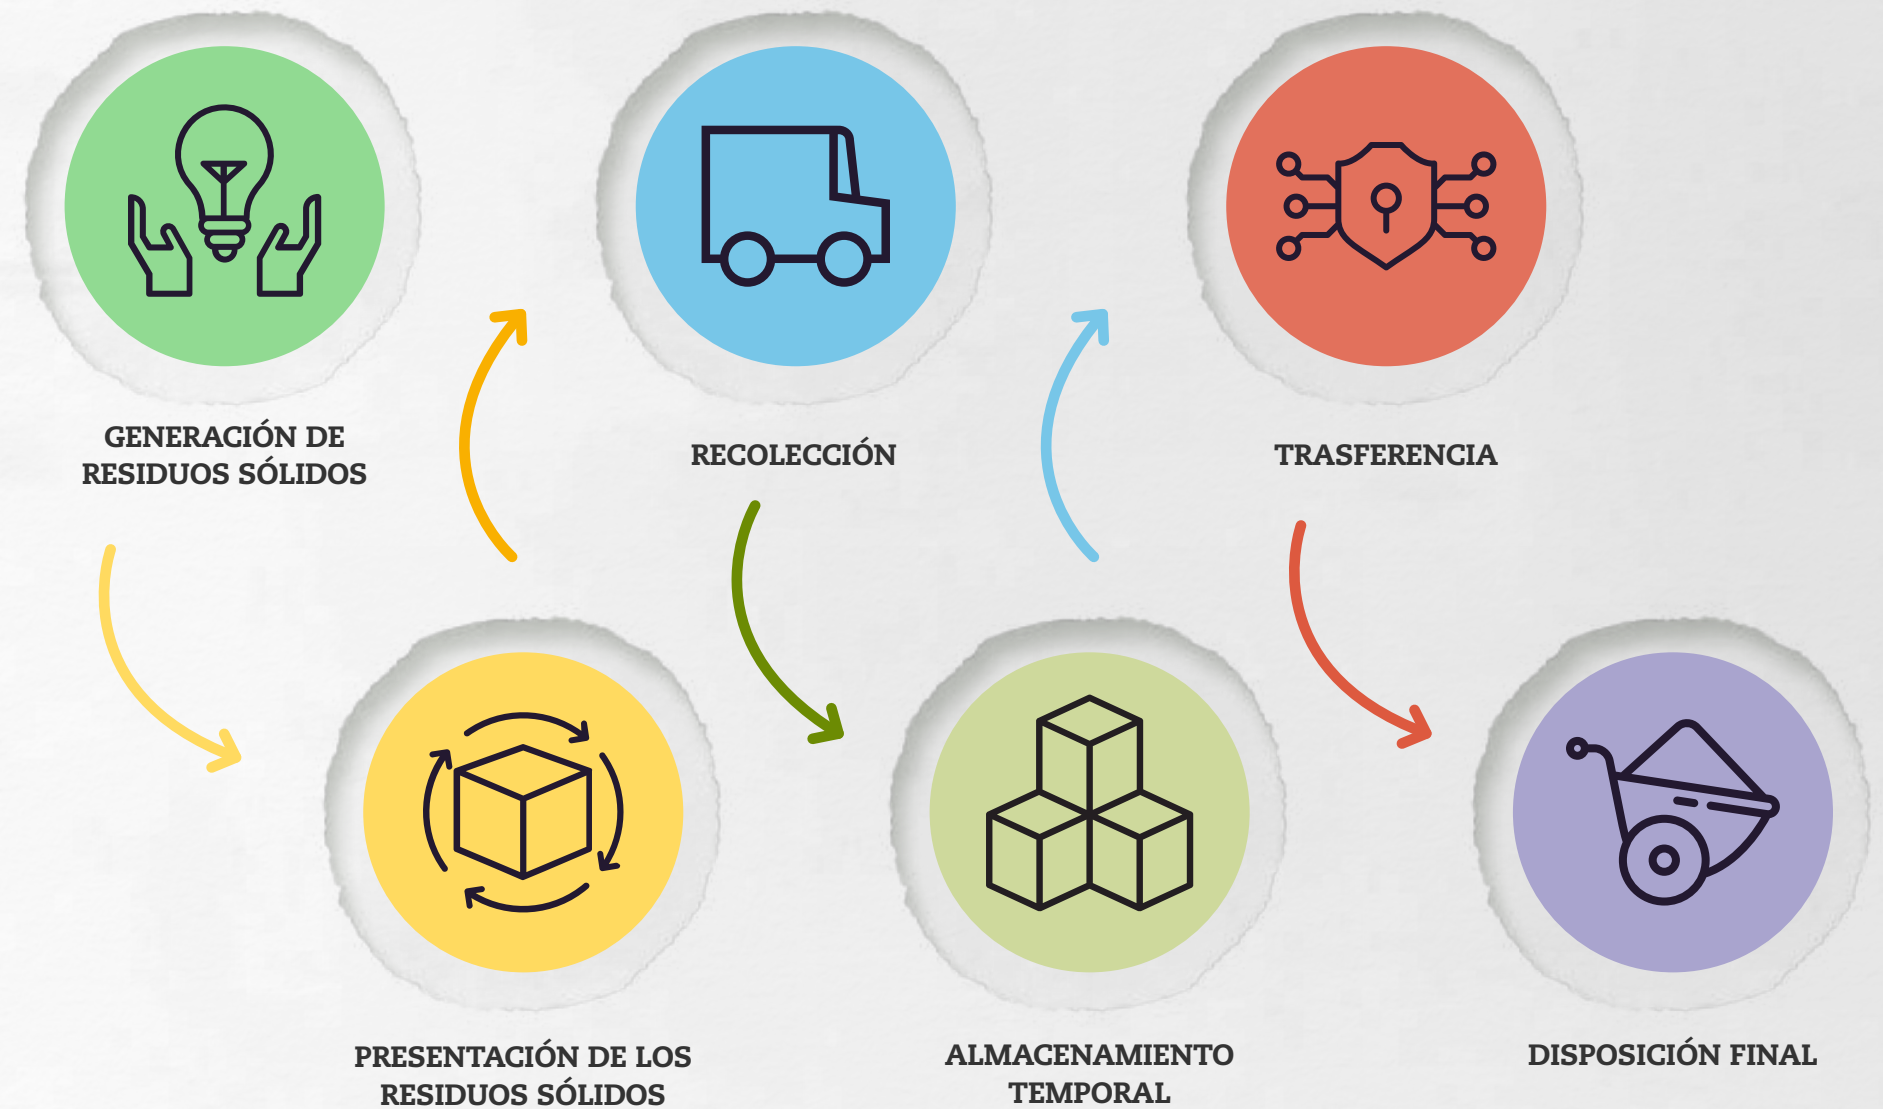 GENERACIÓN DE
RESIDUOS SÓLIDOS
RECOLECCIÓN
TRASFERENCIA
PRESENTACIÓN DE LOS
RESIDUOS SÓLIDOS
ALMACENAMIENTO
TEMPORAL
DISPOSICIÓN FINAL